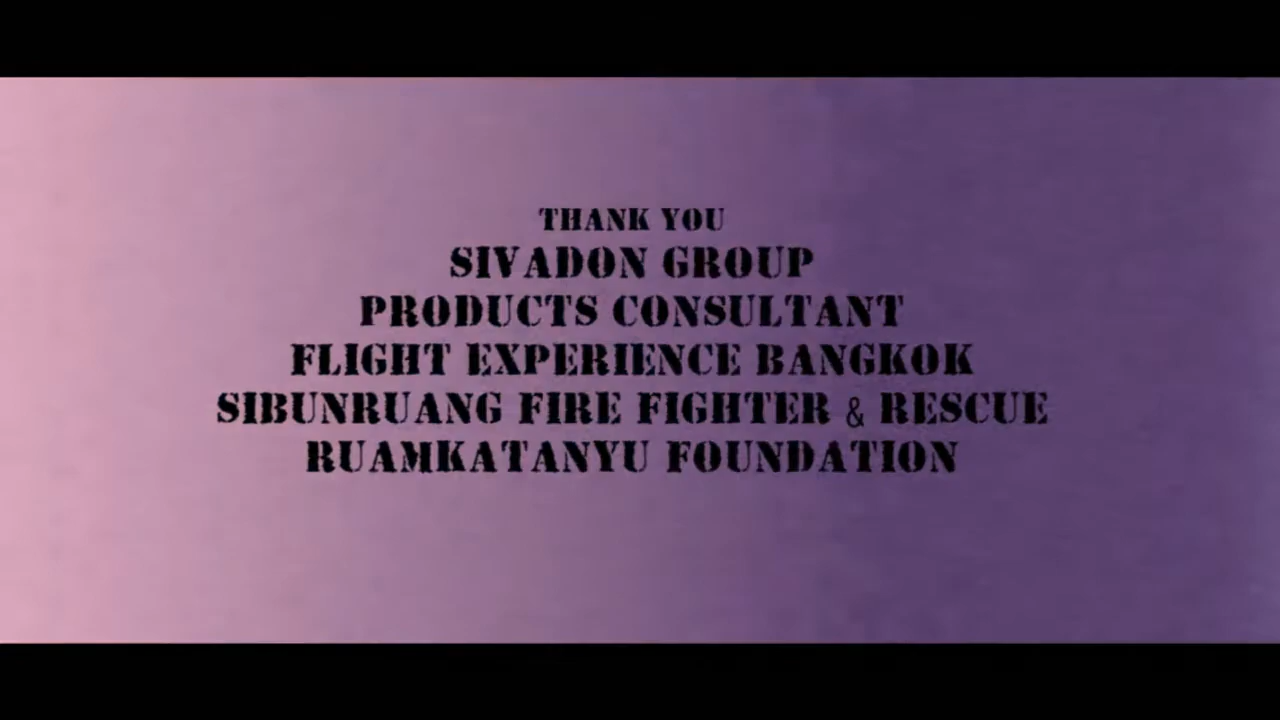 THANK YOU
SIVADON GROUP
PRODUCTS CONSULTANT
FLIGHT EXPERIENCE BANGKOK
SIBUNRUANG FIRE FIGHTER & RESCUE
RUAMKATANYU FOUNDATION